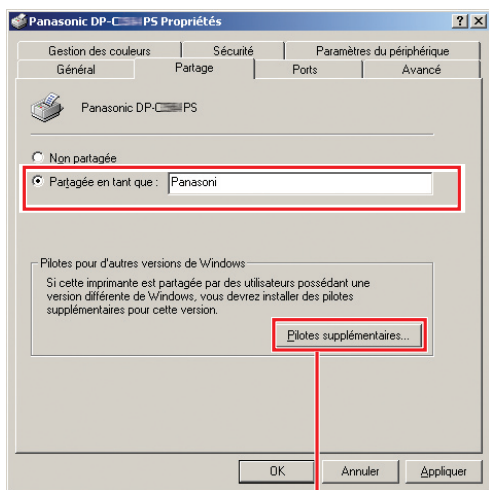 Panasonic DP-C PS Propriétés
Gestion des couleurs Sécurité Paramètres du périphérique
Général Partage Ports Avancé
Panasonic DP-C PS
Non partagée
Partagée en tant que : Panasoni
Pilotes pour d'autres versions de Windows
Si cette imprimante est partagée par des utilisateurs possédant une
version différente de Windows, vous devrez installer des pilotes
supplémentaires pour cette version.
Pilotes supplémentaires...
OK Annuler Appliquer